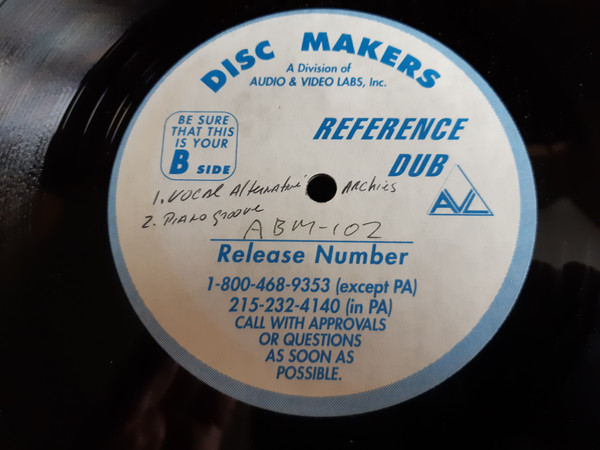 DISC MAKERS
A Division of
AUDIO & VIDEO LABS, Inc.
BE SURE
THAT THIS
IS YOUR
B SIDE
REFERENCE
DUB
AVL
1. VOCAL Alternative Archies
2. PIANO groove
ABM-102
Release Number
1-800-468-9353 (except PA)
215-232-4140 (in PA)
CALL WITH APPROVALS
OR QUESTIONS
AS SOON AS
POSSIBLE.